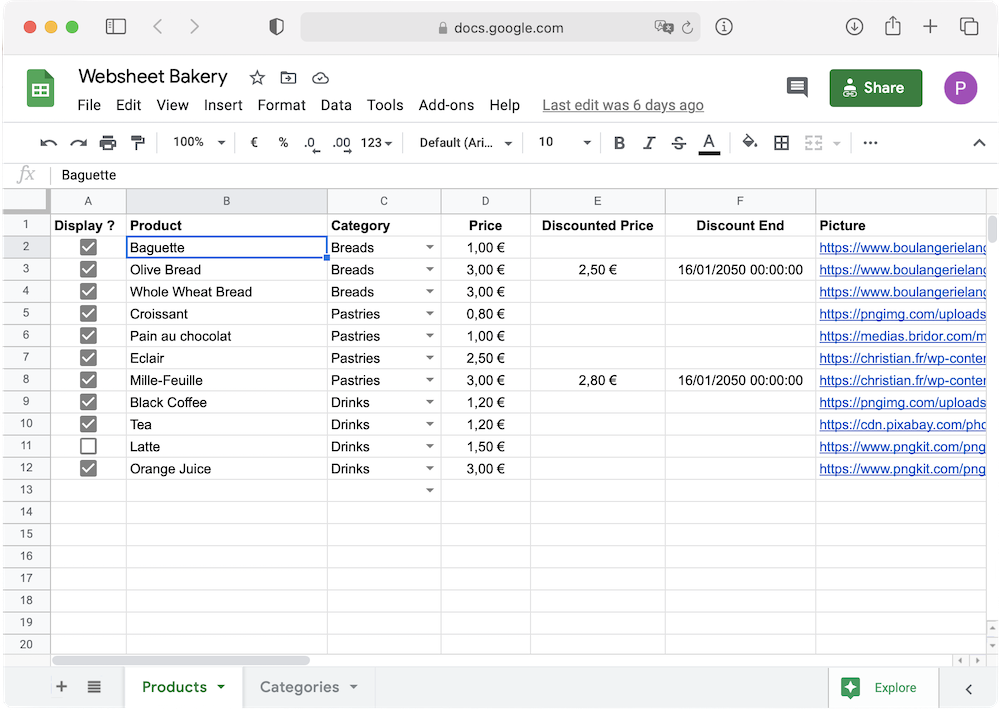 docs.google.com
Websheet Bakery
File Edit View Insert Format Data Tools Add-ons Help Last edit was 6 days ago
Share
P
100% € % .0 .00 123 Default (Ari... 10 B I S A
fx Baguette
A B C D E F
1 Display ? Product Category Price Discounted Price Discount End Picture
2 Baguette Breads 1,00 € https://www.boulangerielang
3 Olive Bread Breads 3,00 € 2,50 € 16/01/2050 00:00:00 https://www.boulangerielang
4 Whole Wheat Bread Breads 3,00 € https://www.boulangerielang
5 Croissant Pastries 0,80 € https://pngimg.com/uploads
6 Pain au chocolat Pastries 1,00 € https://medias.bridor.com/m
7 Eclair Pastries 2,50 € https://christian.fr/wp-conter
8 Mille-Feuille Pastries 3,00 € 2,80 € 16/01/2050 00:00:00 https://christian.fr/wp-conter
9 Black Coffee Drinks 1,20 € https://pngimg.com/uploads
10 Tea Drinks 1,20 € https://cdn.pixabay.com/pho
11 Latte Drinks 1,50 € https://www.pngkit.com/png
12 Orange Juice Drinks 3,00 € https://www.pngkit.com/png
13
14
15
16
17
18
19
20
Products Categories Explore